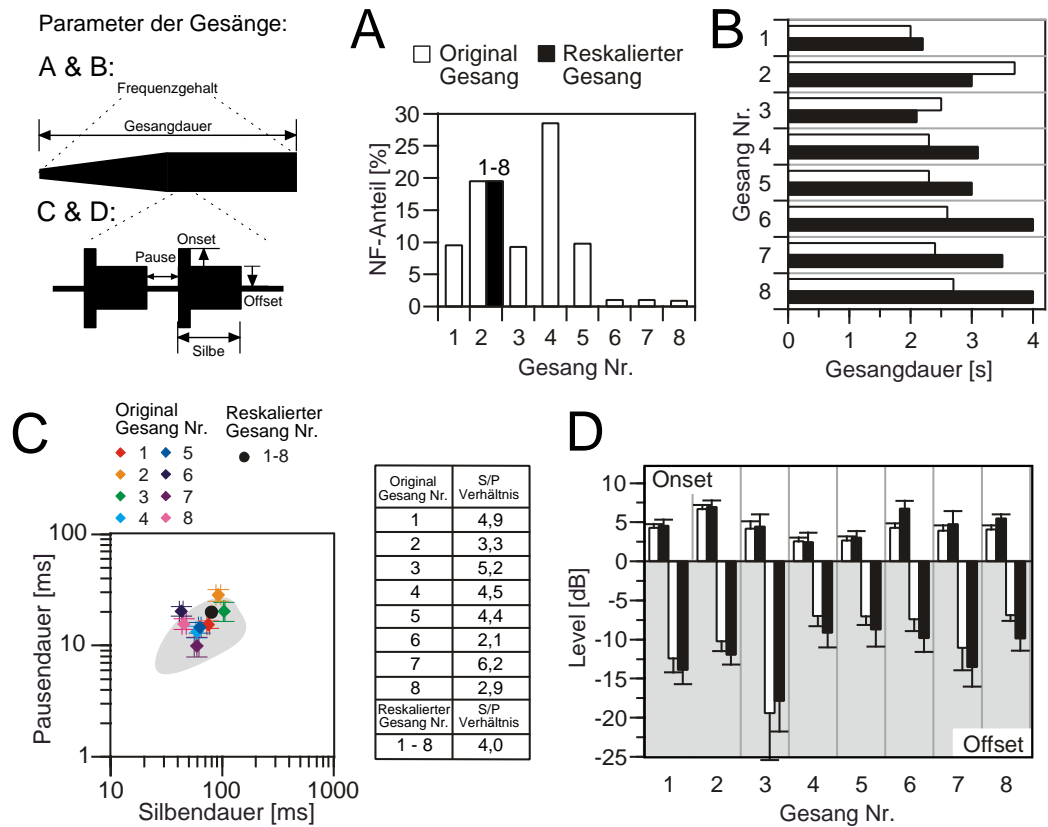 Parameter der Gesänge:
A & B:
Frequenzgehalt
Gesangdauer
C & D:
Onset
Pause
Offset
Silbe
A
Original Gesang
Reskalierter Gesang
NF-Anteil [%]
30
25
20
15
10
5
0
1-8
1 2 3 4 5 6 7 8
Gesang Nr.
B
Gesang Nr.
1
2
3
4
5
6
7
8
0 1 2 3 4
Gesangdauer [s]
C
Original Gesang Nr.
1 5
2 6
3 7
4 8
Reskalierter Gesang Nr.
1-8
Pausendauer [ms]
100
10
1
10 100 1000
Silbendauer [ms]
Original Gesang Nr. S/P Verhältnis
1 4,9
2 3,3
3 5,2
4 4,5
5 4,4
6 2,1
7 6,2
8 2,9
Reskalierter Gesang Nr. S/P Verhältnis
1 - 8 4,0
D
Onset
Level [dB]
10
5
0
-5
-10
-15
-20
-25
Offset
1 2 3 4 5 6 7 8
Gesang Nr.